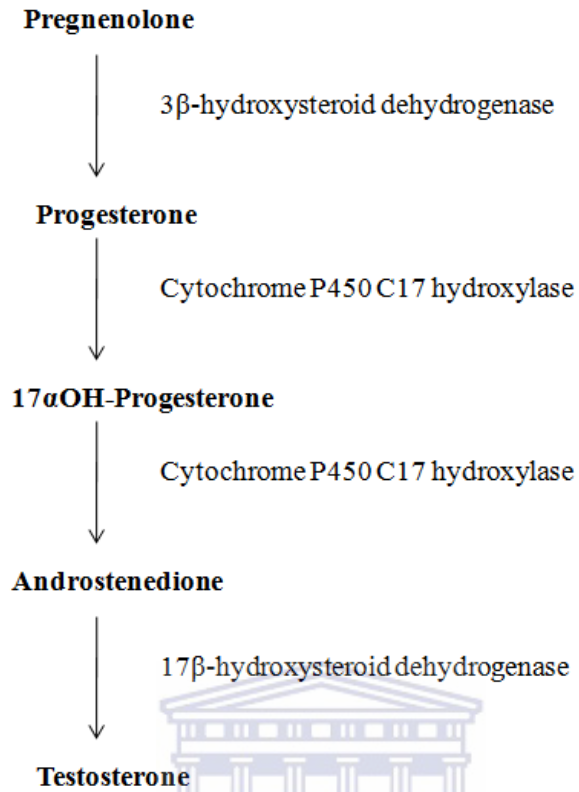 Pregnenolone
3β-hydroxysteroid dehydrogenase
Progesterone
Cytochrome P450 C17 hydroxylase
17αOH-Progesterone
Cytochrome P450 C17 hydroxylase
Androstenedione
17β-hydroxysteroid dehydrogenase
Testosterone